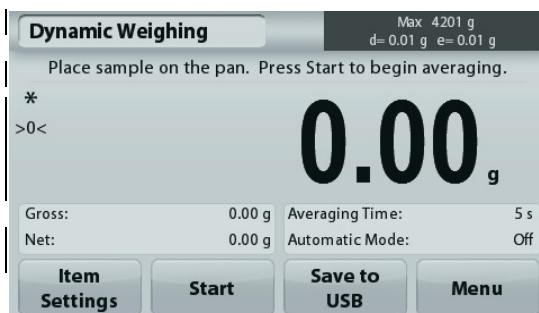 Dynamic Weighing
Max 4201 g
d= 0.01 g e= 0.01 g
Place sample on the pan. Press Start to begin averaging.
*
>0<
0.00 g
Gross: 0.00 g
Net: 0.00 g
Averaging Time: 5 s
Automatic Mode: Off
Item Settings
Start
Save to USB
Menu